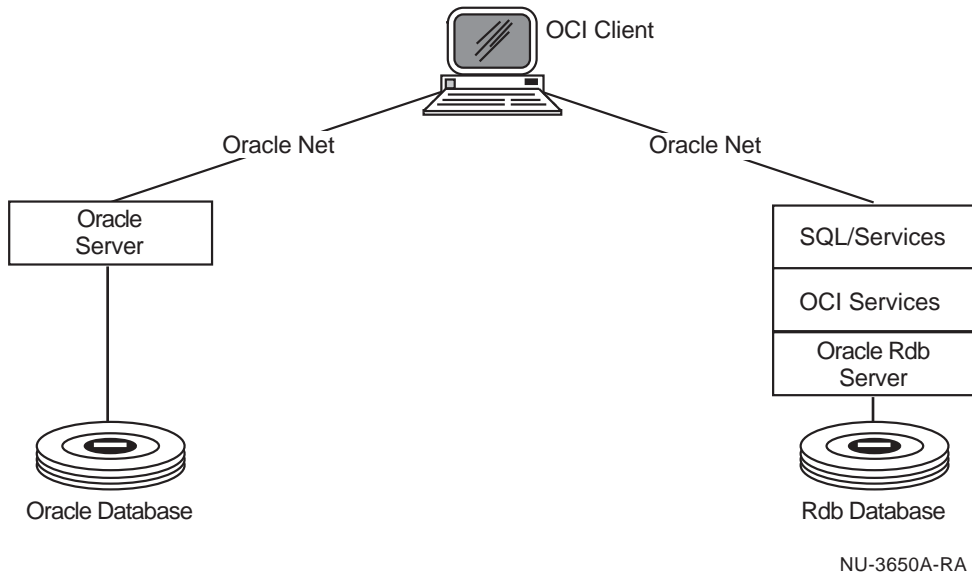 OCI Client
Oracle Net
Oracle Net
Oracle
Server
SQL/Services
OCI Services
Oracle Rdb
Server
Oracle Database
Rdb Database
NU-3650A-RA